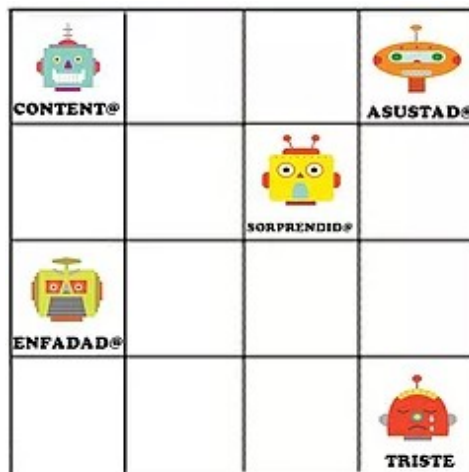 CONTENT@
ASUSTAD@
SORPRENDID@
ENFADAD@
TRISTE